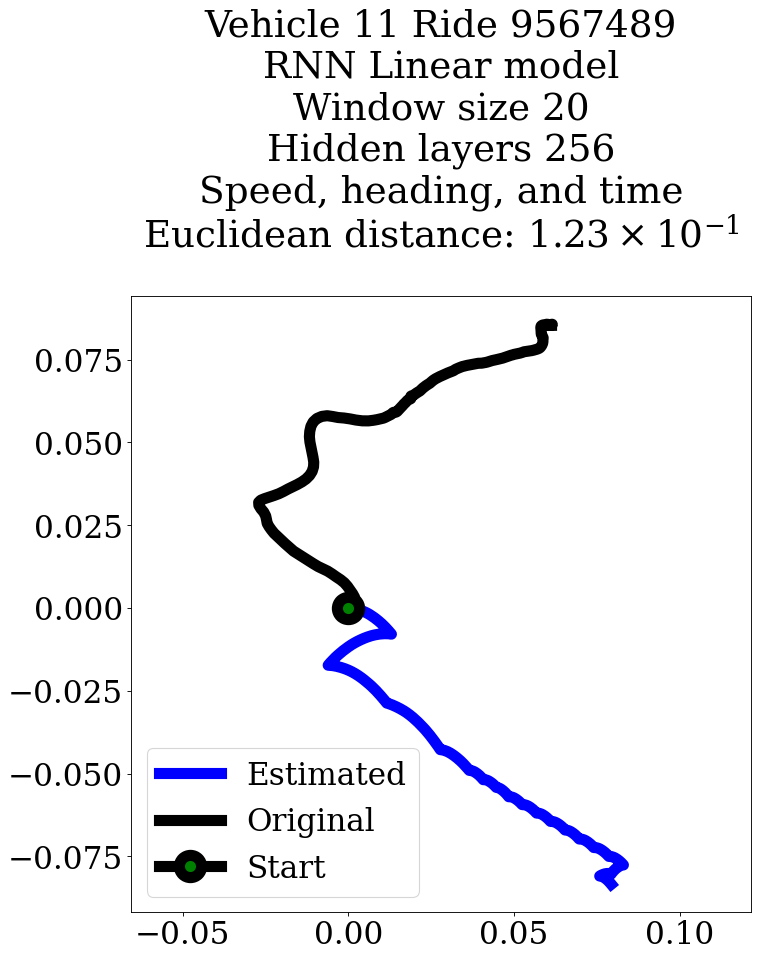 Vehicle 11 Ride 9567489
RNN Linear model
Window size 20
Hidden layers 256
Speed, heading, and time
Euclidean distance: 1.23 × 10⁻¹
0.075
0.050
0.025
0.000
−0.025
−0.050
−0.075
Estimated
Original
Start
−0.05
0.00
0.05
0.10